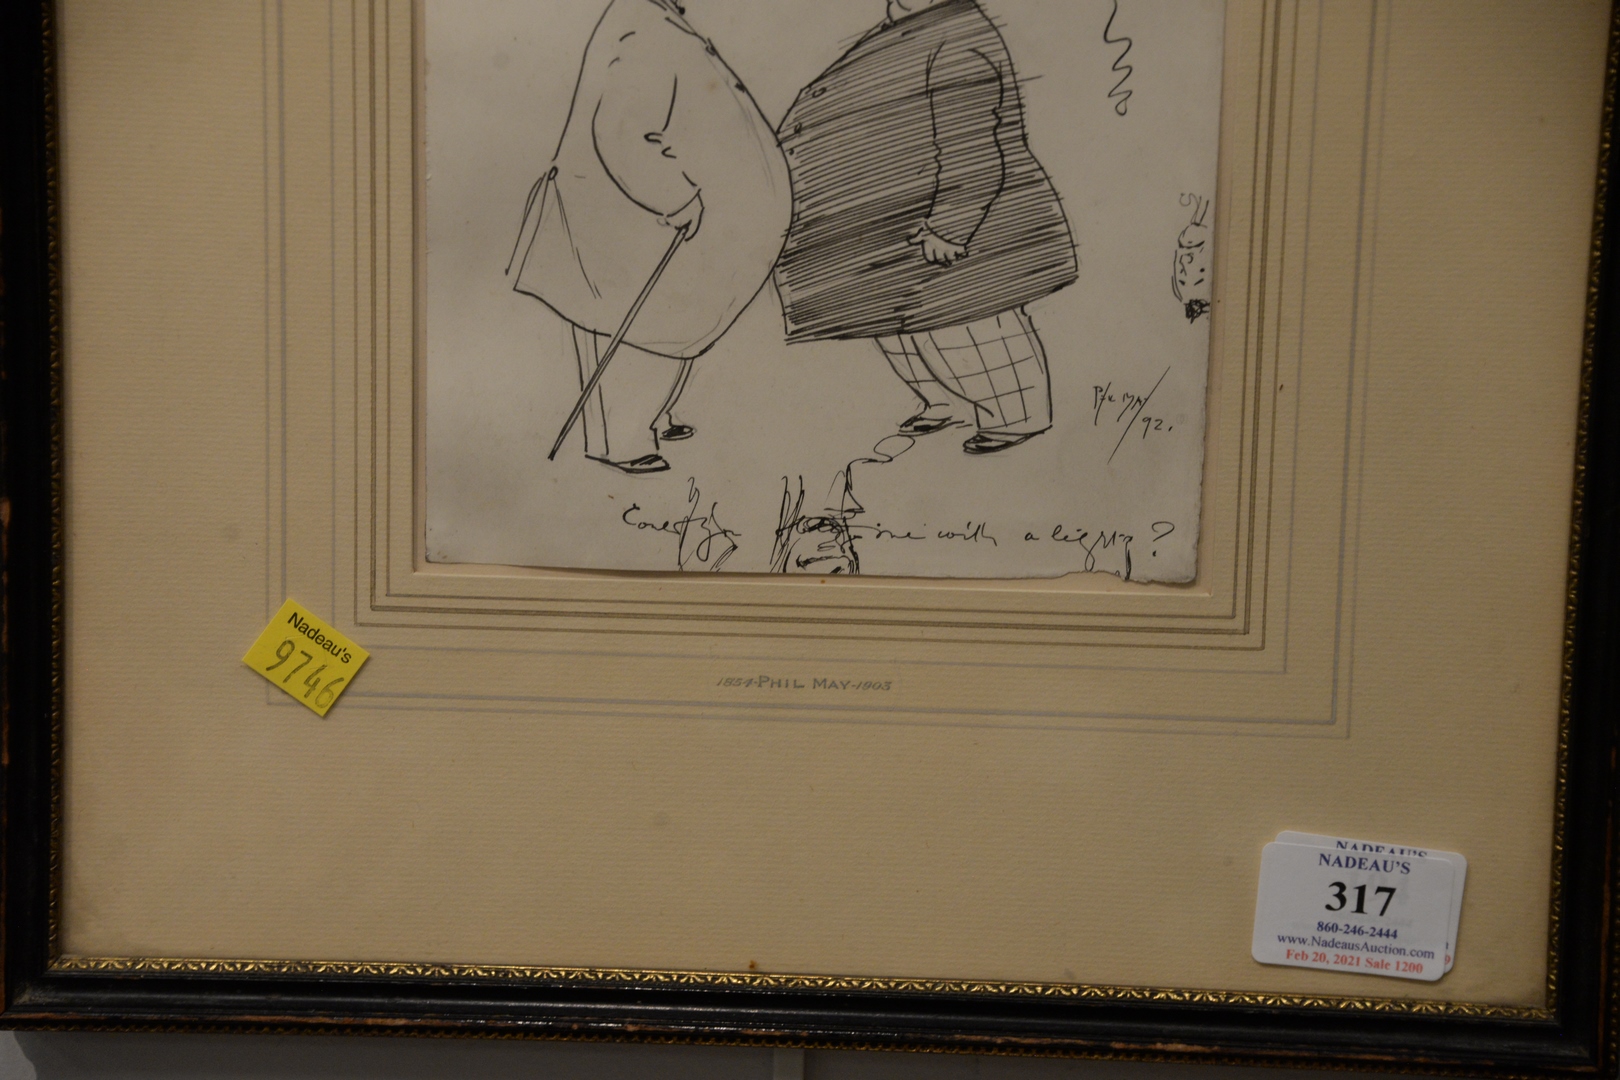 Phil May
/92.
me with a light?
Nadeau's
9746
1854-PHIL MAY-1903
NADEAU'S
NADEAU'S
317
860-246-2444
www.NadeausAuction.com
Feb 20, 2021 Sale 1200